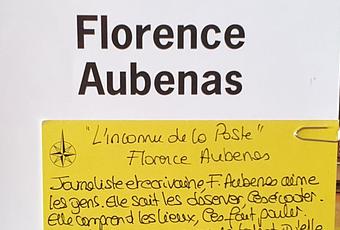 Florence
Aubenas
"L'inconnu de la Poste"
Florence Aubenas
Journaliste et ecrivaine, F. Aubenas aime
les gens. Elle sait les observer, les écouter.
Elle comprend les lieux, les fait parler.